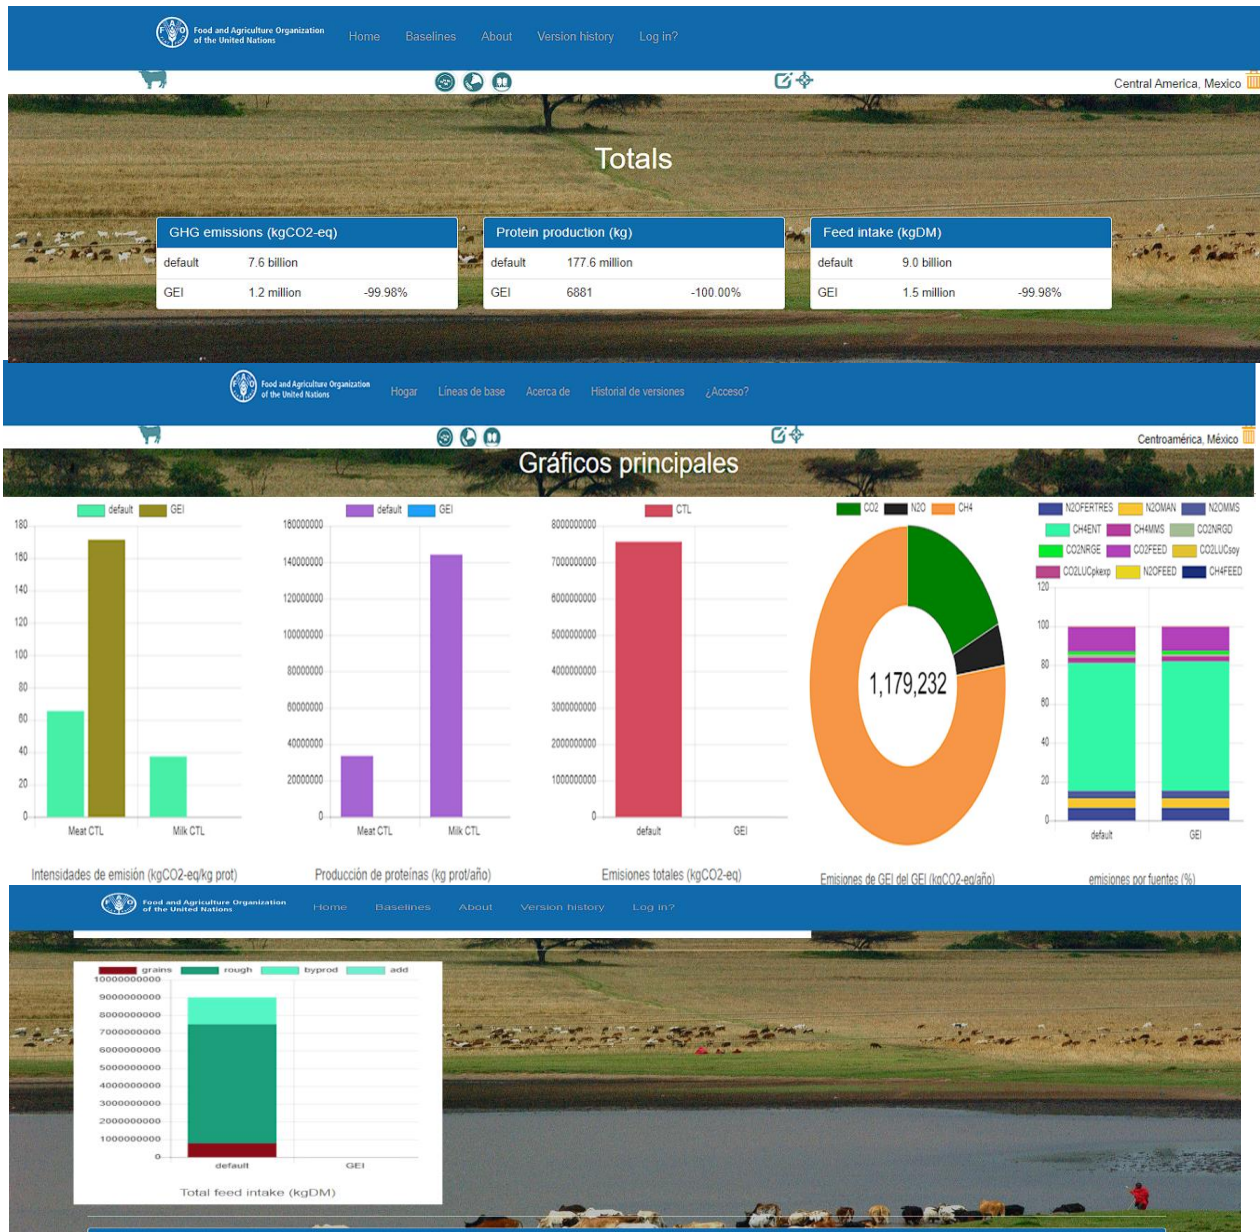 Food and Agriculture Organization
of the United Nations
Home Baselines About Version history Log in?
Central America, Mexico
Totals
GHG emissions (kgCO2-eq)
default 7.6 billion
GEI 1.2 million -99.98%
Protein production (kg)
default 177.6 million
GEI 6881 -100.00%
Feed intake (kgDM)
default 9.0 billion
GEI 1.5 million -99.98%
Food and Agriculture Organization
of the United Nations
Hogar Líneas de base Acerca de Historial de versiones ¿Acceso?
Centroamérica, México
Gráficos principales
default GEI
180
160
140
120
100
80
60
40
20
0
Meat CTL Milk CTL
Intensidades de emisión (kgCO2-eq/kg prot)
default GEI
160000000
140000000
120000000
100000000
80000000
60000000
40000000
20000000
0
Meat CTL Milk CTL
Producción de proteínas (kg prot/año)
CTL
8000000000
7000000000
6000000000
5000000000
4000000000
3000000000
2000000000
1000000000
0
default GEI
Emisiones totales (kgCO2-eq)
CO2 N2O CH4
1,179,232
Emisiones de GEI del GEI (kgCO2-eq/año)
N2OFERTRES N2OMAN N2OMMS
CH4ENT CH4MMS CO2NRGD
CO2NRGE CO2FEED CO2LUCsoy
CO2LUCpkexp N2OFEED CH4FEED
120
100
80
60
40
20
0
default GEI
emisiones por fuentes (%)
Food and Agriculture Organization
of the United Nations
Home Baselines About Version history Log in?
grains rough byprod add
10000000000
9000000000
8000000000
7000000000
6000000000
5000000000
4000000000
3000000000
2000000000
1000000000
0
default GEI
Total feed intake (kgDM)